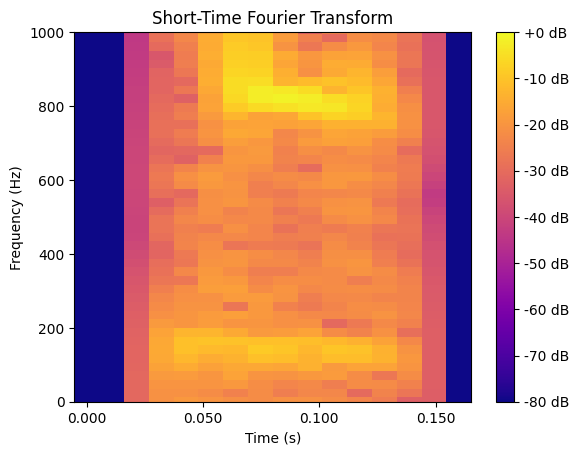 Short-Time Fourier Transform
1000
800
600
400
200
0
Frequency (Hz)
0.000
0.050
0.100
0.150
Time (s)
+0 dB
-10 dB
-20 dB
-30 dB
-40 dB
-50 dB
-60 dB
-70 dB
-80 dB